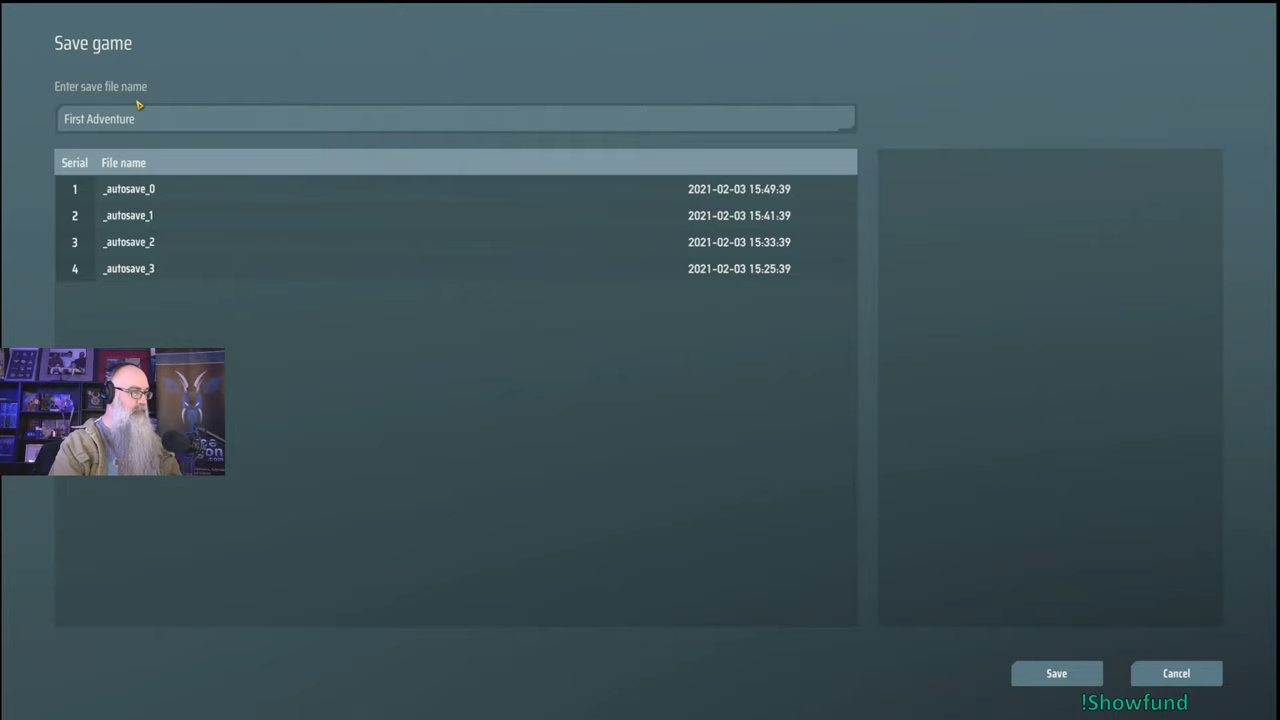 Save game
Enter save file name
First Adventure
Serial File name
1 _autosave_0 2021-02-03 15:49:39
2 _autosave_1 2021-02-03 15:41:39
3 _autosave_2 2021-02-03 15:33:39
4 _autosave_3 2021-02-03 15:25:39
Save Cancel
!Showfund